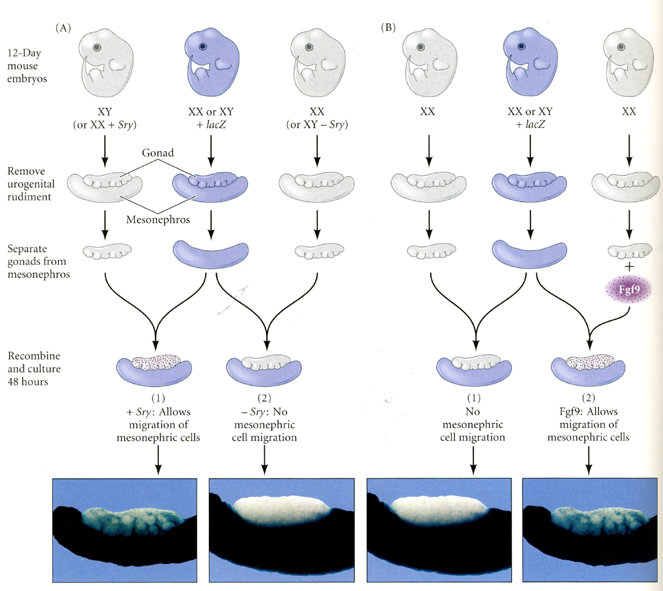 (A)
(B)
12-Day
mouse
embryos
XY
(or XX + Sry)
XX or XY
+ lacZ
XX
(or XY – Sry)
XX
XX or XY
+ lacZ
XX
Gonad
Remove
urogenital
rudiment
Mesonephros
Separate
gonads from
mesonephros
+
Fgf9
Recombine
and culture
48 hours
(1)
+ Sry: Allows
migration of
mesonephric cells
(2)
– Sry: No
mesonephric
cell migration
(1)
No
mesonephric
cell migration
(2)
Fgf9: Allows
migration of
mesonephric cells